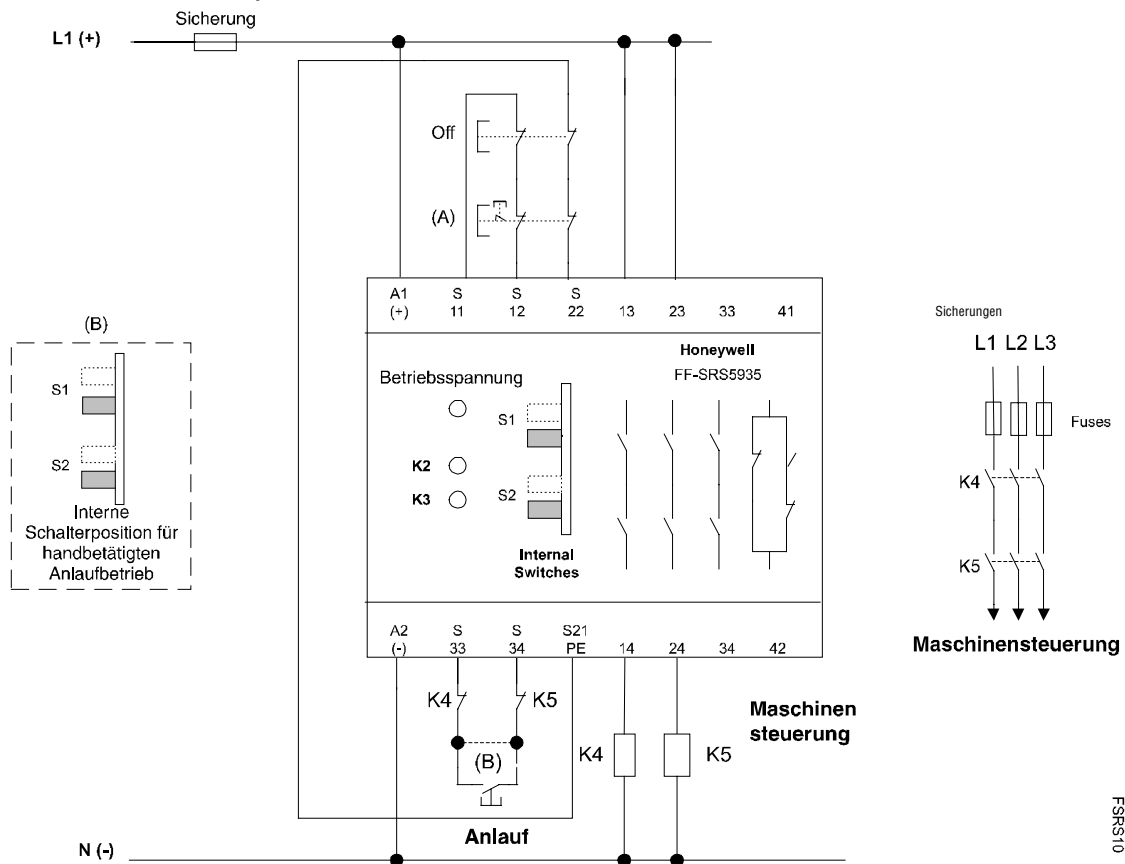 Sicherung
L1 (+)
Off
(A)
A1 S S S
(+) 11 12 22 13 23 33 41
(B)
S1
S2
Interne
Schalterposition für
handbetätigten
Anlaufbetrieb
Betriebsspannung
K2
K3
S1
S2
Internal
Switches
Honeywell
FF-SRS5935
A2 S S S21
(-) 33 34 PE 14 24 34 42
K4 K5
(B)
Anlauf
K4 K5
Maschinen
steuerung
N (-)
Sicherungen
L1 L2 L3
Fuses
K4
K5
Maschinensteuerung
FSRS10